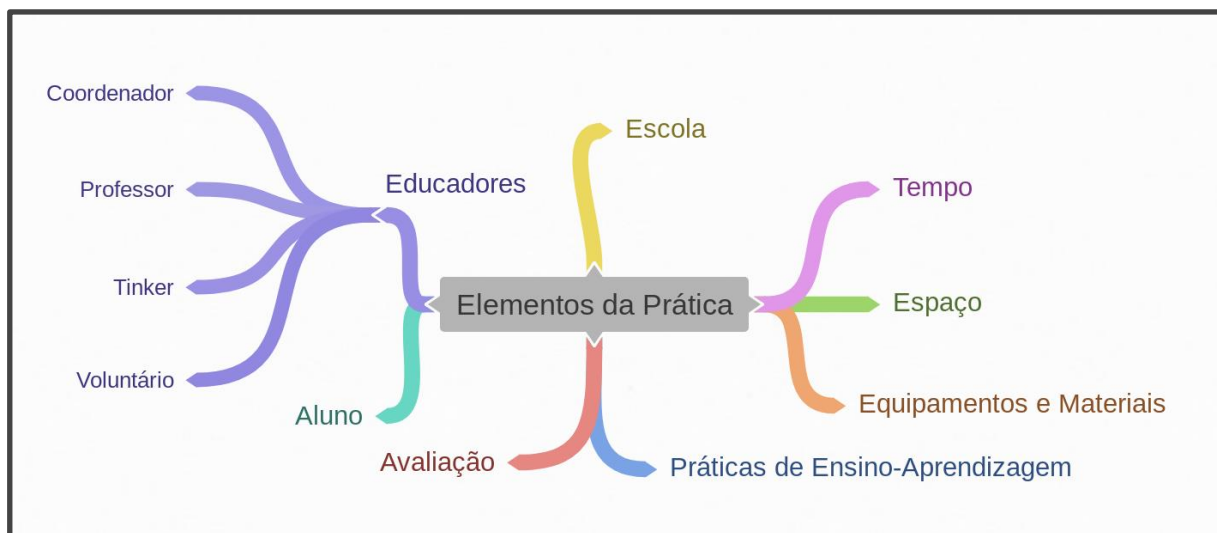 Coordenador
Professor
Tinker
Voluntário
Educadores
Aluno
Escola
Elementos da Prática
Tempo
Espaço
Equipamentos e Materiais
Avaliação
Práticas de Ensino-Aprendizagem